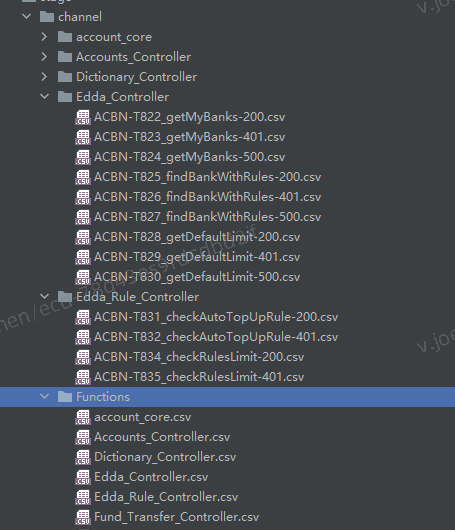 channel
account_core
Accounts_Controller
Dictionary_Controller
Edda_Controller
ACBN-T822_getMyBanks-200.csv
ACBN-T823_getMyBanks-401.csv
ACBN-T824_getMyBanks-500.csv
ACBN-T825_findBankWithRules-200.csv
ACBN-T826_findBankWithRules-401.csv
ACBN-T827_findBankWithRules-500.csv
ACBN-T828_getDefaultLimit-200.csv
ACBN-T829_getDefaultLimit-401.csv
ACBN-T830_getDefaultLimit-500.csv
Edda_Rule_Controller
ACBN-T831_checkAutoTopUpRule-200.csv
ACBN-T832_checkAutoTopUpRule-401.csv
ACBN-T834_checkRulesLimit-200.csv
ACBN-T835_checkRulesLimit-401.csv
Functions
account_core.csv
Accounts_Controller.csv
Dictionary_Controller.csv
Edda_Controller.csv
Edda_Rule_Controller.csv
Fund_Transfer_Controller.csv